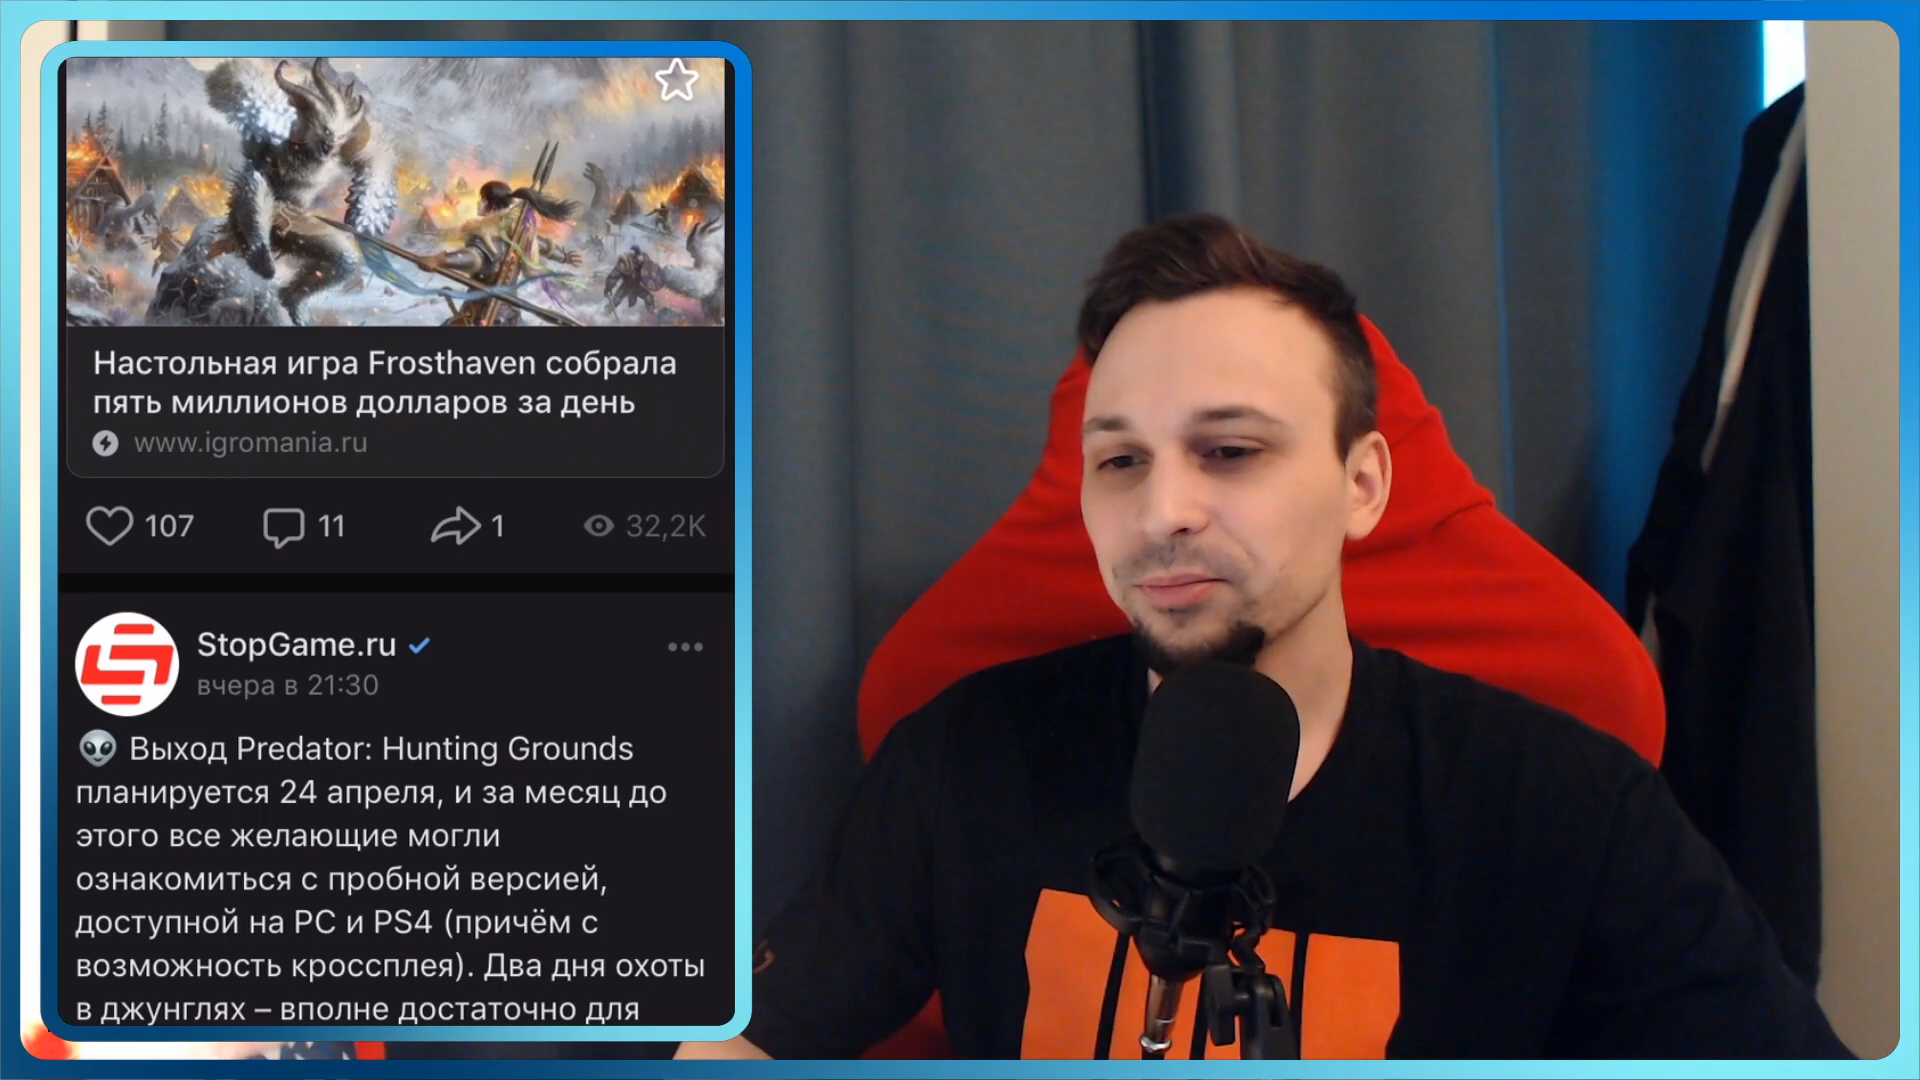 Настольная игра Frosthaven собрала
пять миллионов долларов за день
www.igromania.ru
107
11
1
32,2K
StopGame.ru
вчера в 21:30
Выход Predator: Hunting Grounds
планируется 24 апреля, и за месяц до
этого все желающие могли
ознакомиться с пробной версией,
доступной на PC и PS4 (причём с
возможность кроссплея). Два дня охоты
в джунглях – вполне достаточно для